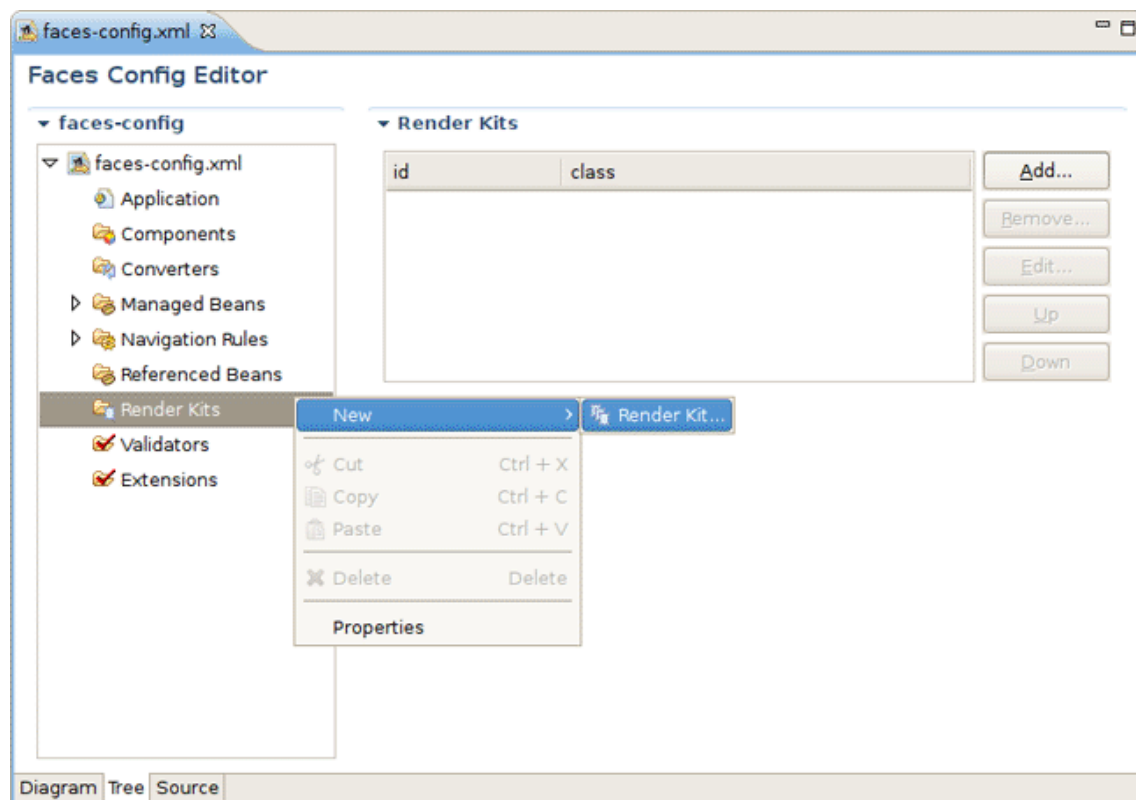 faces-config.xml
Faces Config Editor
faces-config
faces-config.xml
Application
Components
Converters
Managed Beans
Navigation Rules
Referenced Beans
Render Kits
Validators
Extensions
Render Kits
id class
Add...
Remove...
Edit...
Up
Down
New
Render Kit...
Cut Ctrl + X
Copy Ctrl + C
Paste Ctrl + V
Delete Delete
Properties
Diagram Tree Source